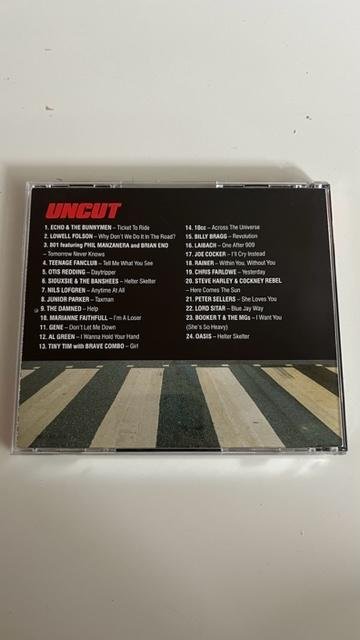 UNCUT
1. ECHO & THE BUNNYMEN – Ticket To Ride
2. LOWELL FOLSON – Why Don't We Do It In The Road?
3. 801 featuring PHIL MANZANERA and BRIAN ENO
– Tomorrow Never Knows
4. TEENAGE FANCLUB – Tell Me What You See
5. OTIS REDDING – Daytripper
6. SIOUXSIE & THE BANSHEES – Helter Skelter
7. NILS LOFGREN – Anytime At All
8. JUNIOR PARKER – Taxman
9. THE DAMNED – Help
10. MARIANNE FAITHFULL – I'm A Loser
11. GENE – Don't Let Me Down
12. AL GREEN – I Wanna Hold Your Hand
13. TINY TIM with BRAVE COMBO – Girl
14. 10cc – Across The Universe
15. BILLY BRAGG – Revolution
16. LAIBACH – One After 909
17. JOE COCKER – I'll Cry Instead
18. RAINER – Within You, Without You
19. CHRIS FARLOWE – Yesterday
20. STEVE HARLEY & COCKNEY REBEL
– Here Comes The Sun
21. PETER SELLERS – She Loves You
22. LORD SITAR – Blue Jay Way
23. BOOKER T & THE MGs – I Want You
(She's So Heavy)
24. OASIS – Helter Skelter